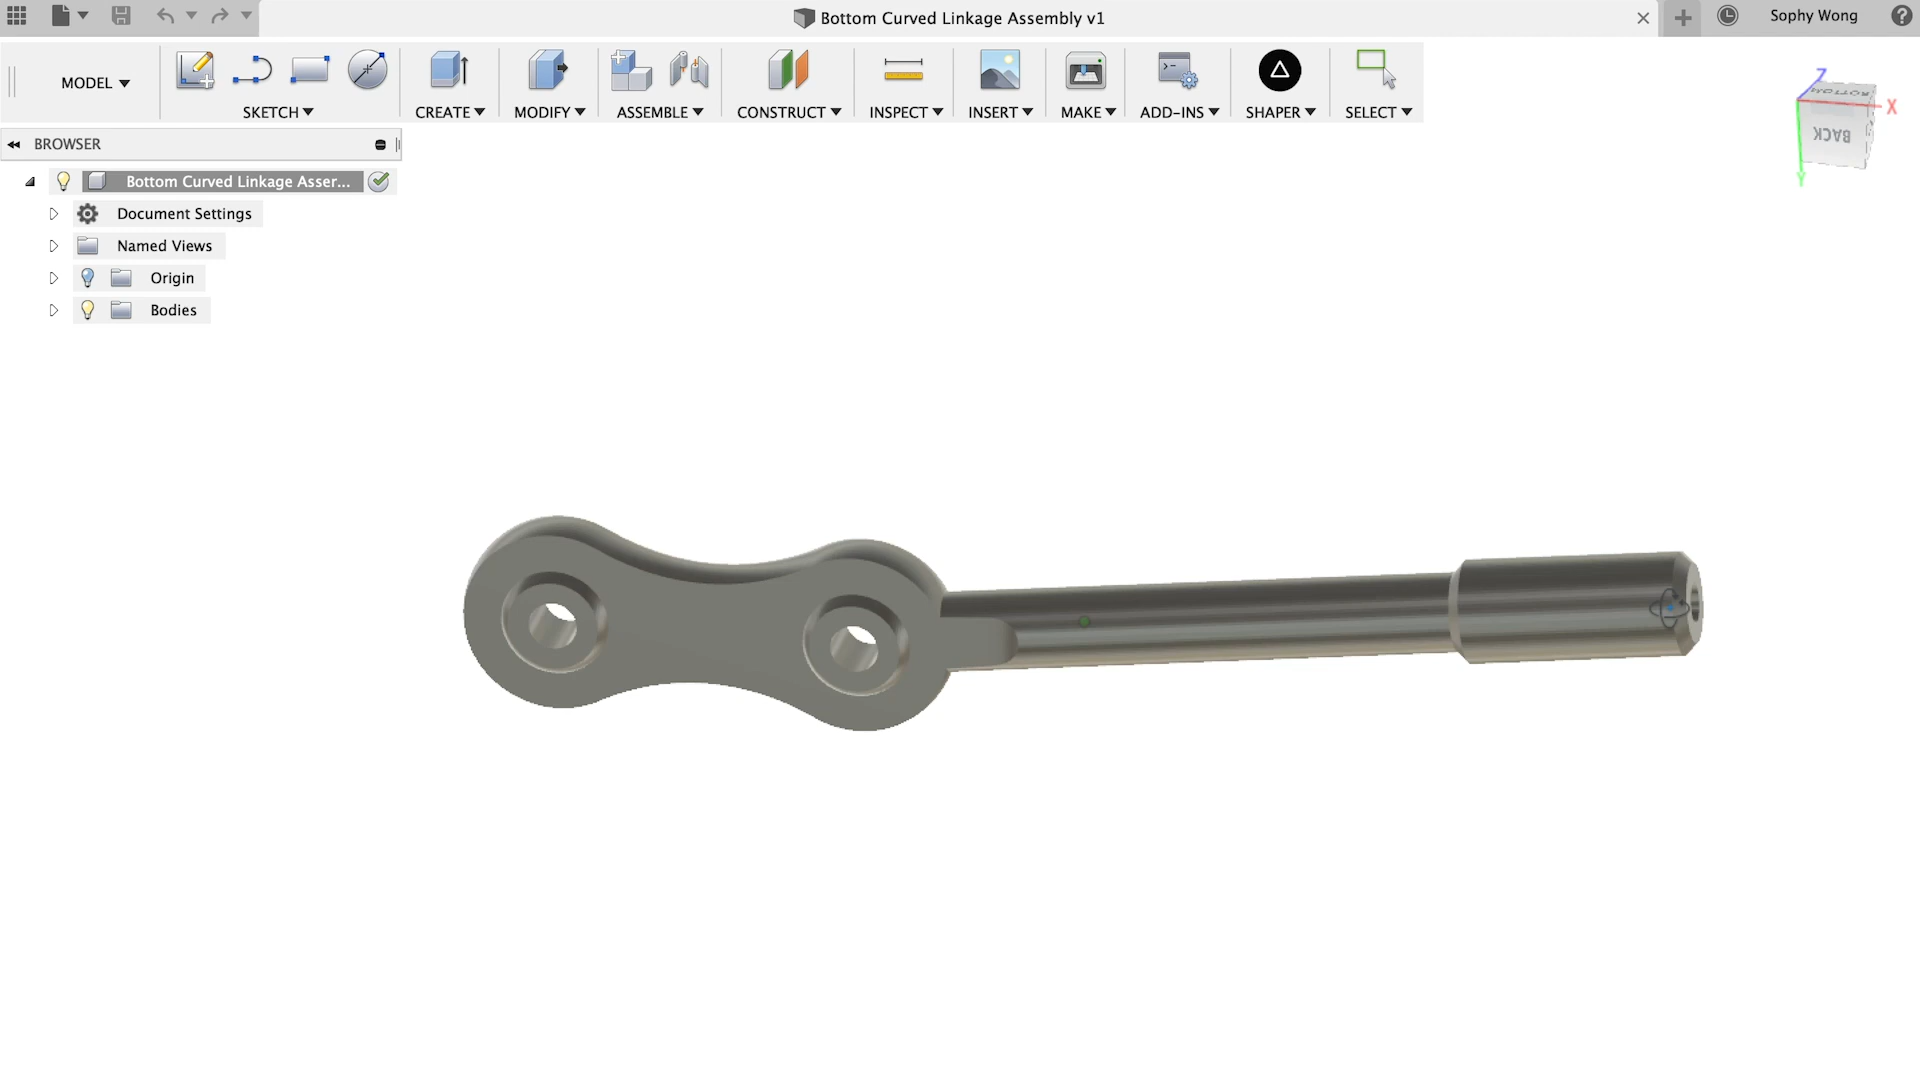 Bottom Curved Linkage Assembly v1
Sophy Wong
MODEL
SKETCH
CREATE
MODIFY
ASSEMBLE
CONSTRUCT
INSPECT
INSERT
MAKE
ADD-INS
SHAPER
SELECT
Z
BOTTOM
X
BACK
Y
BROWSER
Bottom Curved Linkage Asser...
Document Settings
Named Views
Origin
Bodies